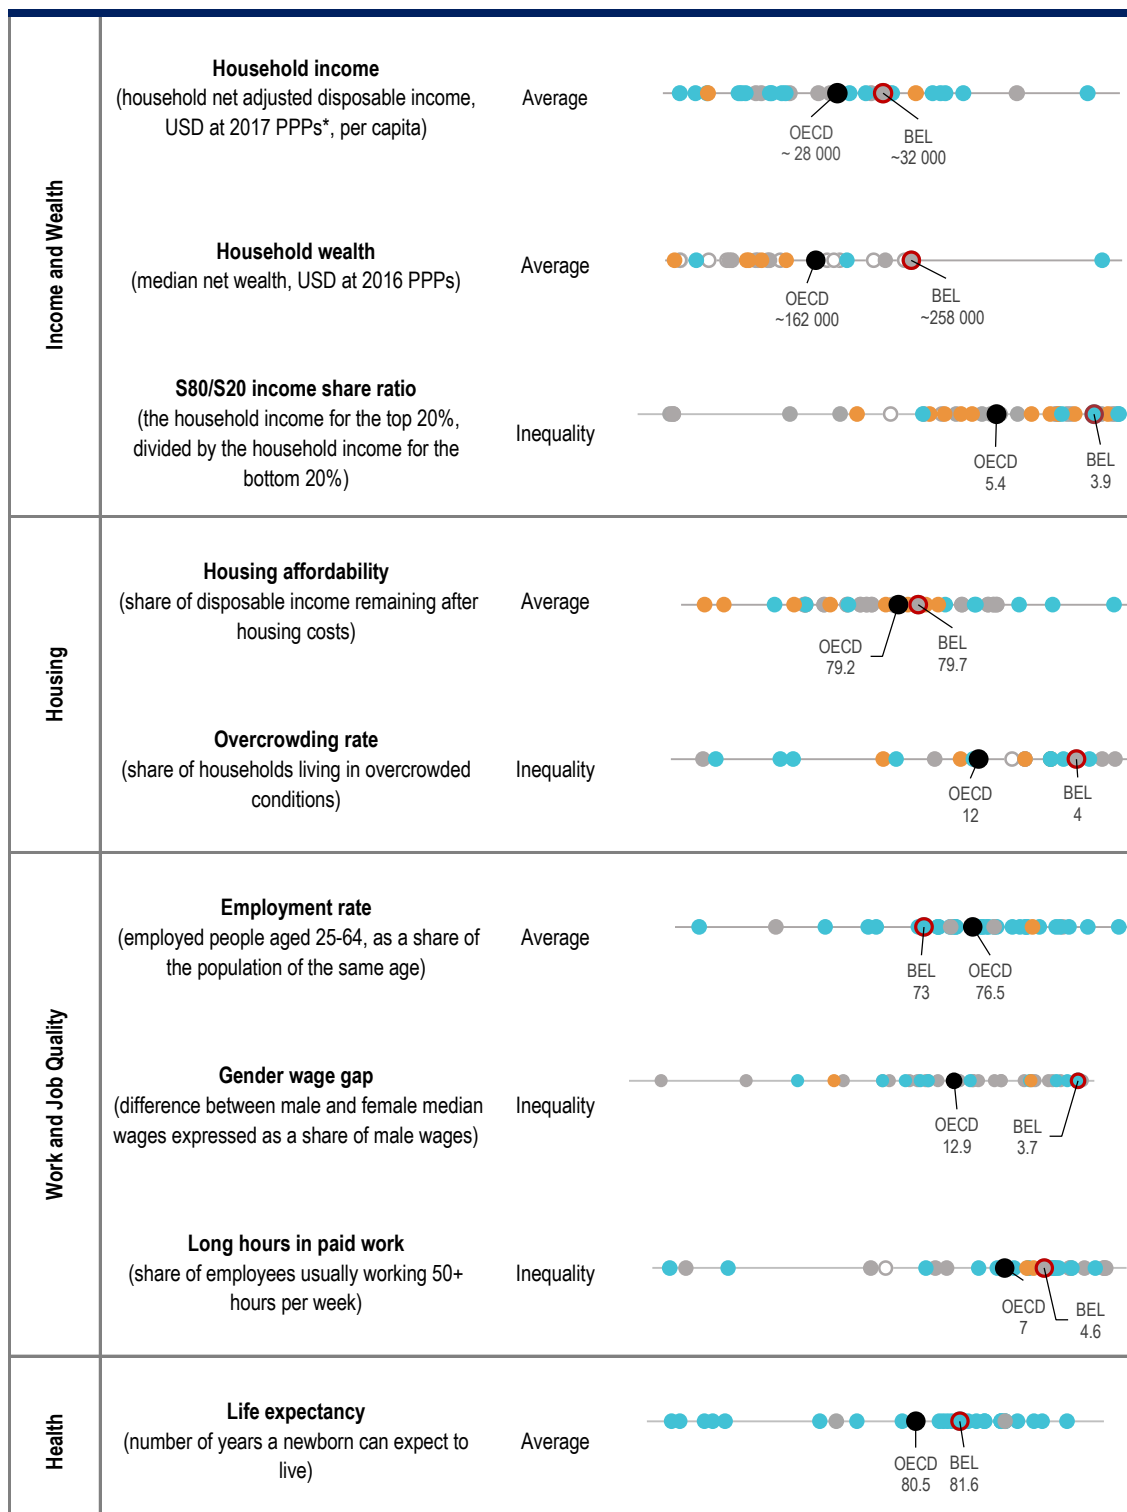 Income and Wealth
Household income
(household net adjusted disposable income,
USD at 2017 PPPs*, per capita)
Average
OECD
~ 28 000
BEL
~32 000
Household wealth
(median net wealth, USD at 2016 PPPs)
Average
OECD
~162 000
BEL
~258 000
S80/S20 income share ratio
(the household income for the top 20%,
divided by the household income for the
bottom 20%)
Inequality
OECD
5.4
BEL
3.9
Housing
Housing affordability
(share of disposable income remaining after
housing costs)
Average
OECD
79.2
BEL
79.7
Overcrowding rate
(share of households living in overcrowded
conditions)
Inequality
OECD
12
BEL
4
Work and Job Quality
Employment rate
(employed people aged 25-64, as a share of
the population of the same age)
Average
BEL
73
OECD
76.5
Gender wage gap
(difference between male and female median
wages expressed as a share of male wages)
Inequality
OECD
12.9
BEL
3.7
Long hours in paid work
(share of employees usually working 50+
hours per week)
Inequality
OECD
7
BEL
4.6
Health
Life expectancy
(number of years a newborn can expect to
live)
Average
OECD
80.5
BEL
81.6